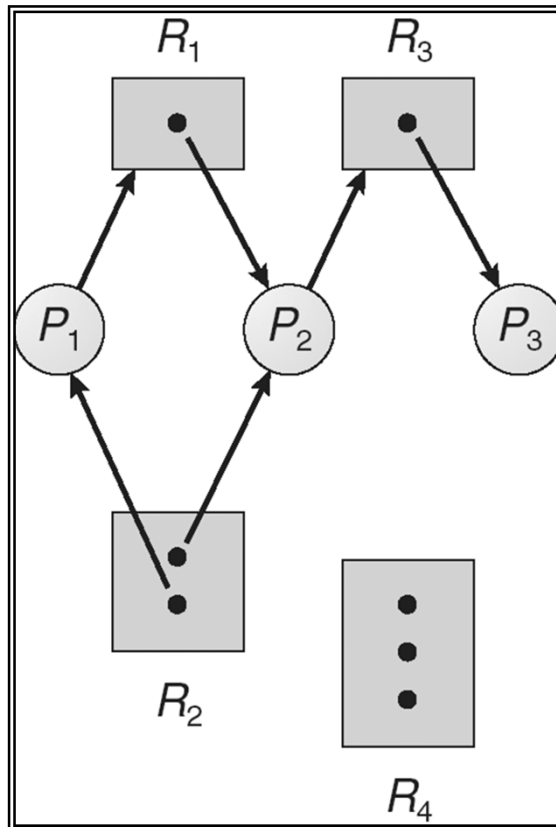 R₁ R₃
P₁ P₂ P₃
R₂
R₄